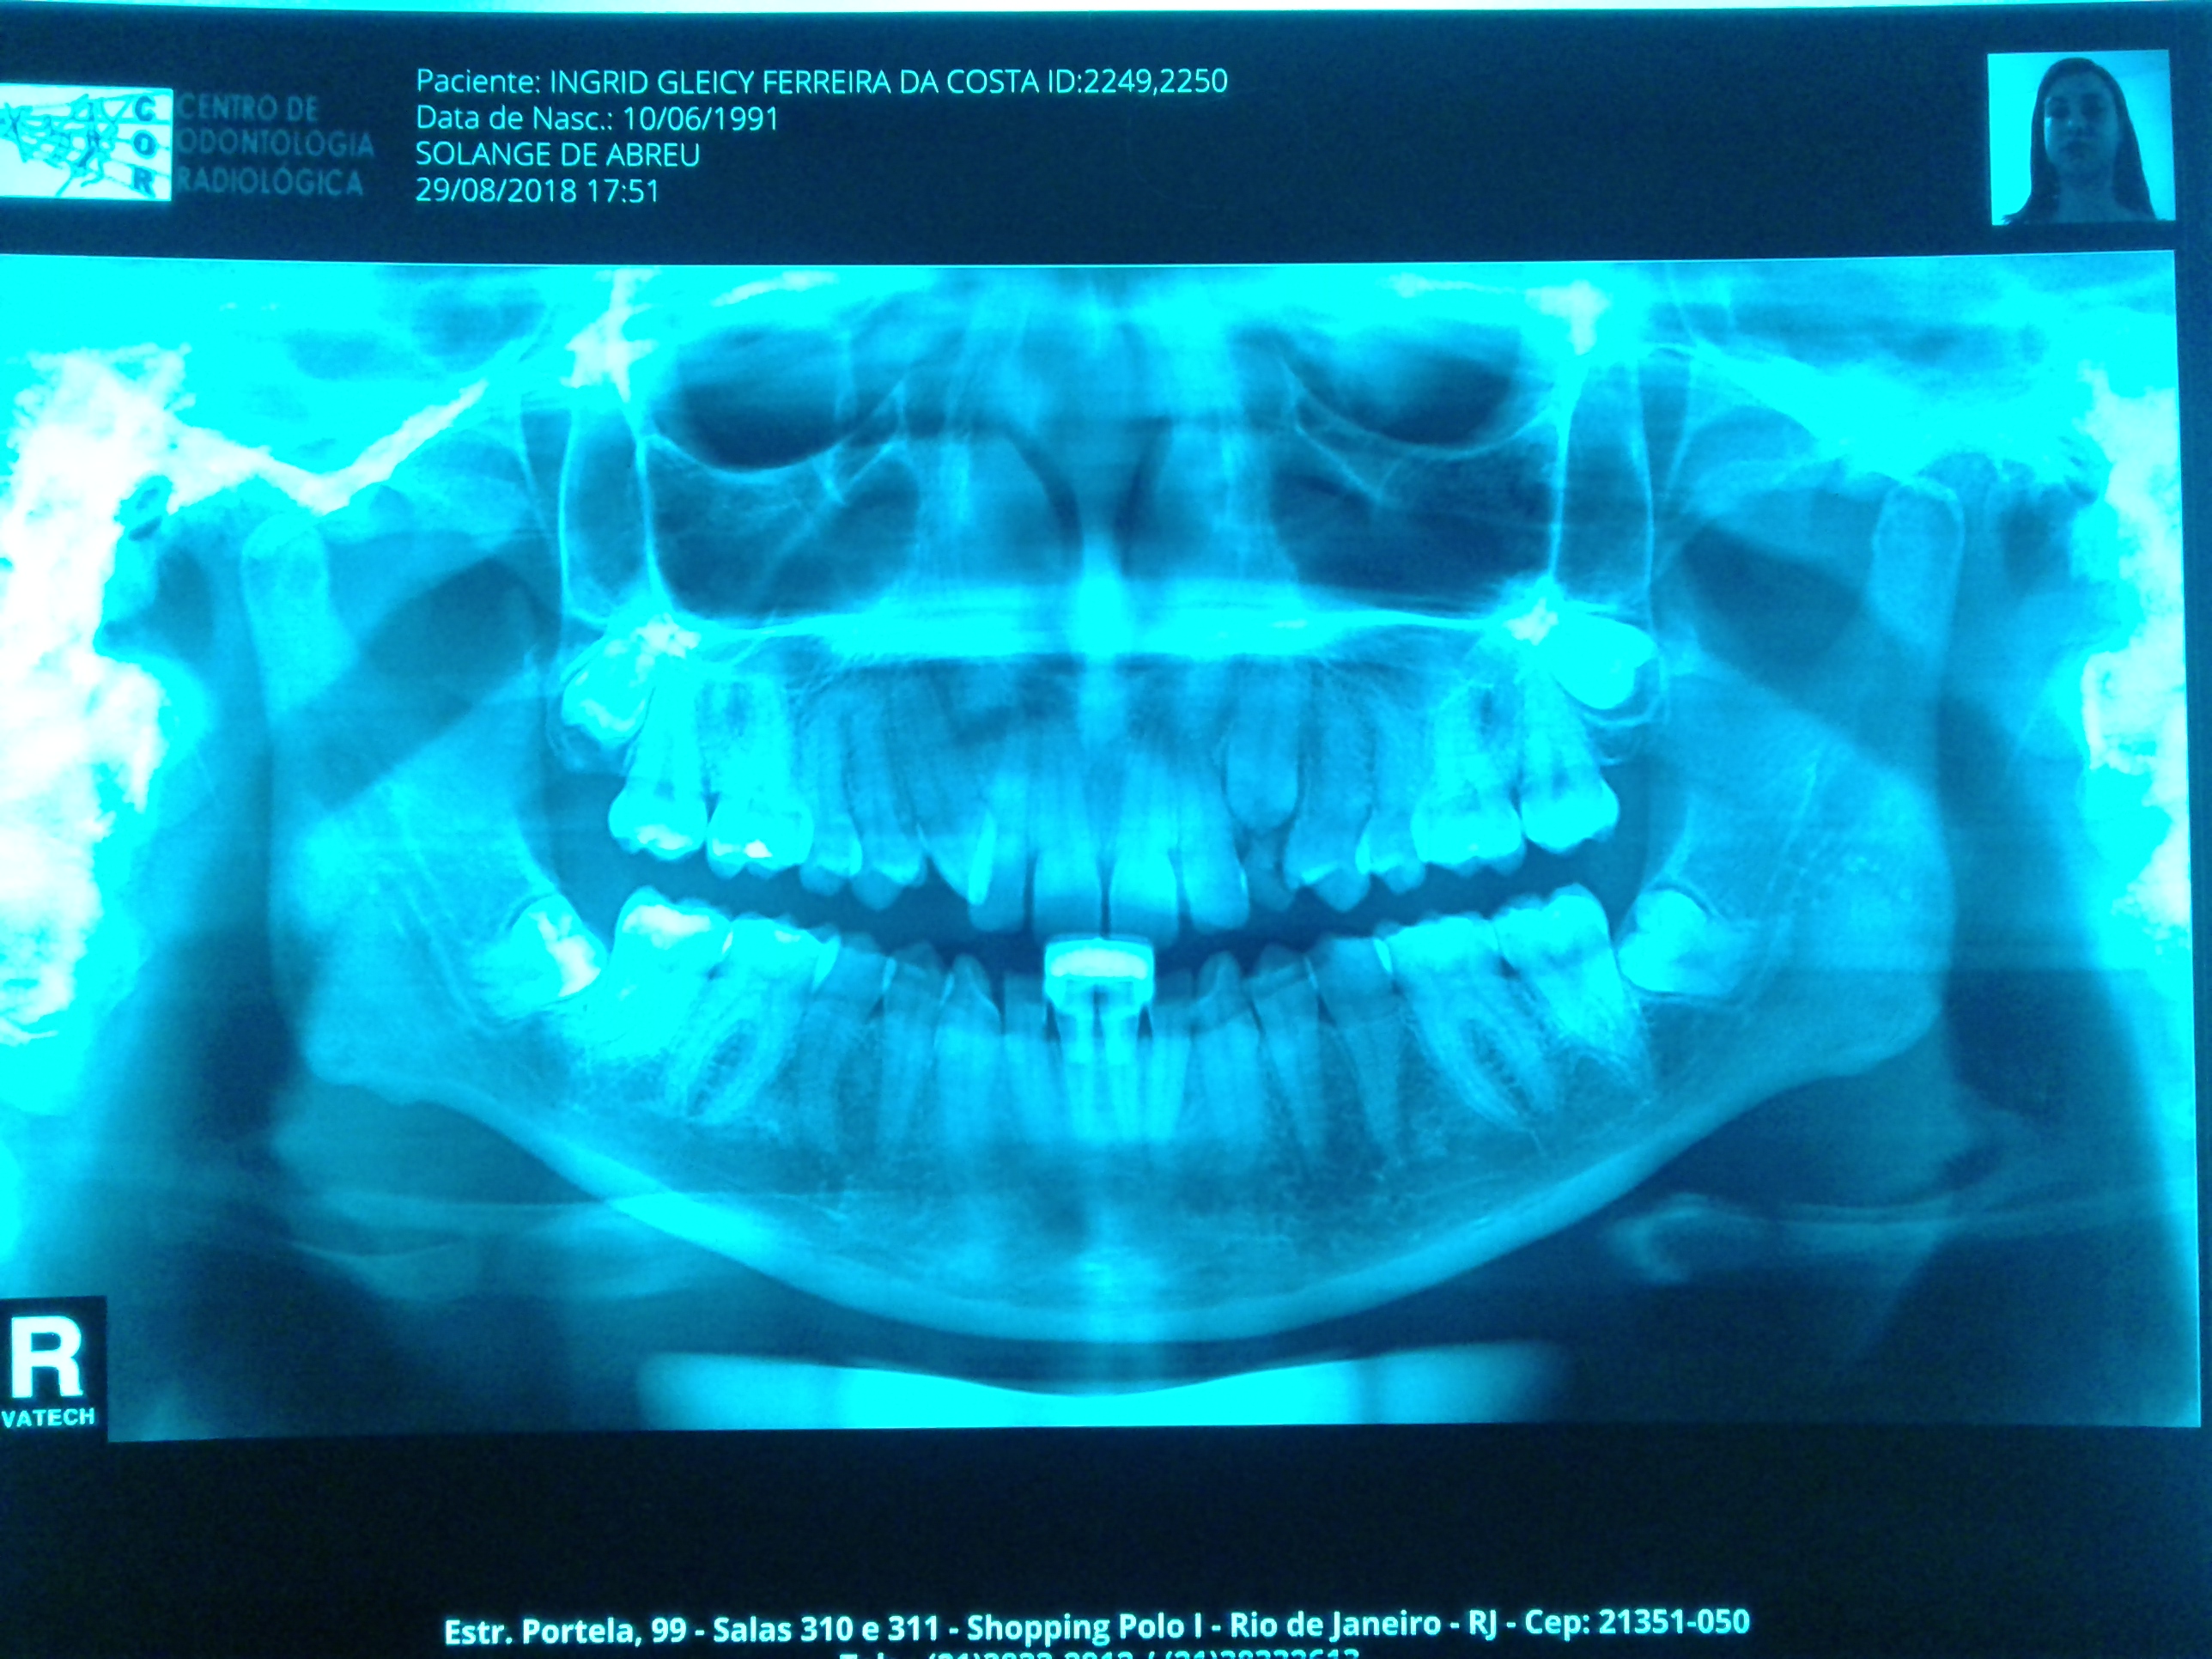 COR
CENTRO DE
ODONTOLOGIA
RADIOLÓGICA
Paciente: INGRID GLEICY FERREIRA DA COSTA ID:2249,2250
Data de Nasc.: 10/06/1991
SOLANGE DE ABREU
29/08/2018 17:51
R
VATECH
Estr. Portela, 99 - Salas 310 e 311 - Shopping Polo I - Rio de Janeiro - RJ - Cep: 21351-050